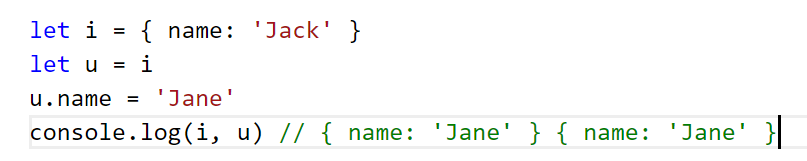 let i = { name: 'Jack' }
let u = i
u.name = 'Jane'
console.log(i, u) // { name: 'Jane' } { name: 'Jane' }